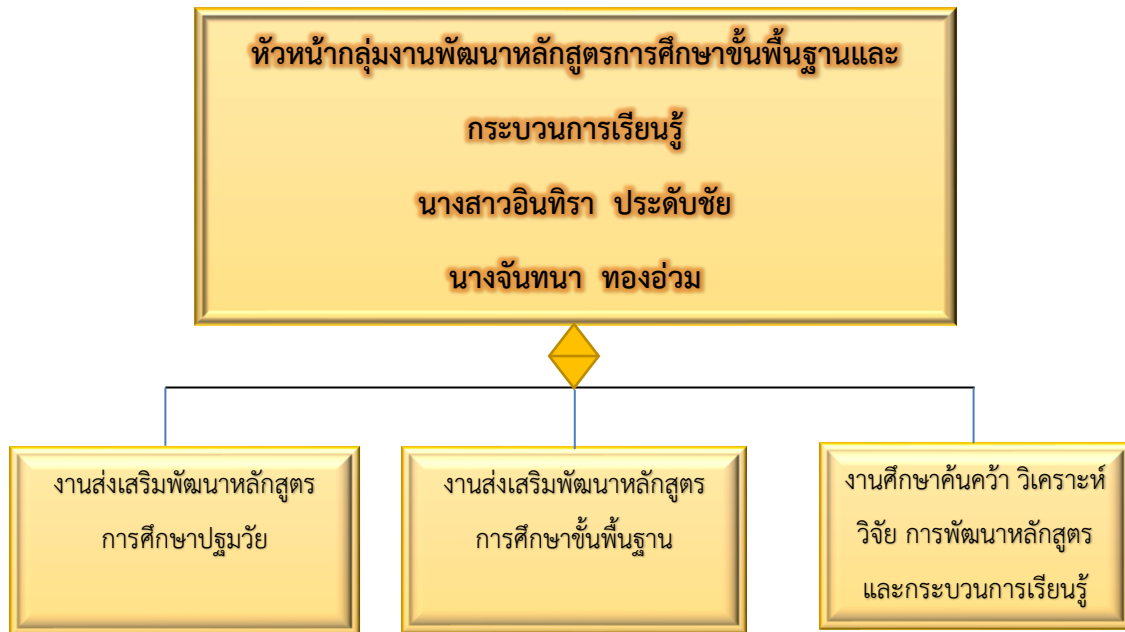 หัวหน้ากลุ่มงานพัฒนาหลักสูตรการศึกษาขั้นพื้นฐานและ
กระบวนการเรียนรู้
นางสาวอินทิรา ประดับชัย
นางจันทนา ทองอ่วม
งานส่งเสริมพัฒนาหลักสูตร
การศึกษาปฐมวัย
งานส่งเสริมพัฒนาหลักสูตร
การศึกษาขั้นพื้นฐาน
งานศึกษาค้นคว้า วิเคราะห์
วิจัย การพัฒนาหลักสูตร
และกระบวนการเรียนรู้